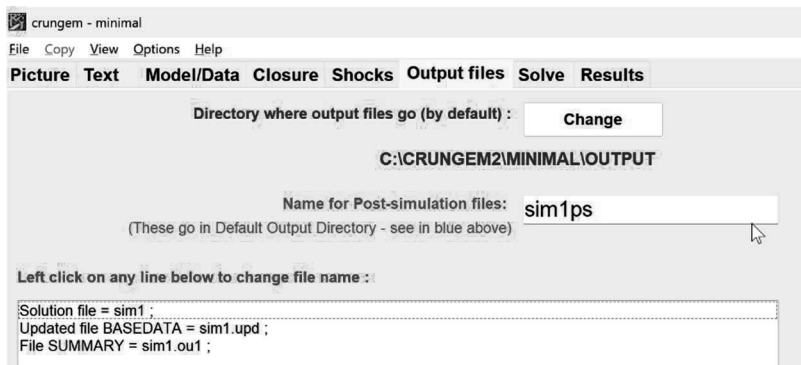 crungem - minimal
File Copy View Options Help
Picture Text Model/Data Closure Shocks Output files Solve Results
Directory where output files go (by default) : Change
C:\CRUNGEM2\MINIMAL\OUTPUT
Name for Post-simulation files: sim1ps
(These go in Default Output Directory - see in blue above)
Left click on any line below to change file name :
Solution file = sim1 ;
Updated file BASEDATA = sim1.upd ;
File SUMMARY = sim1.ou1 ;